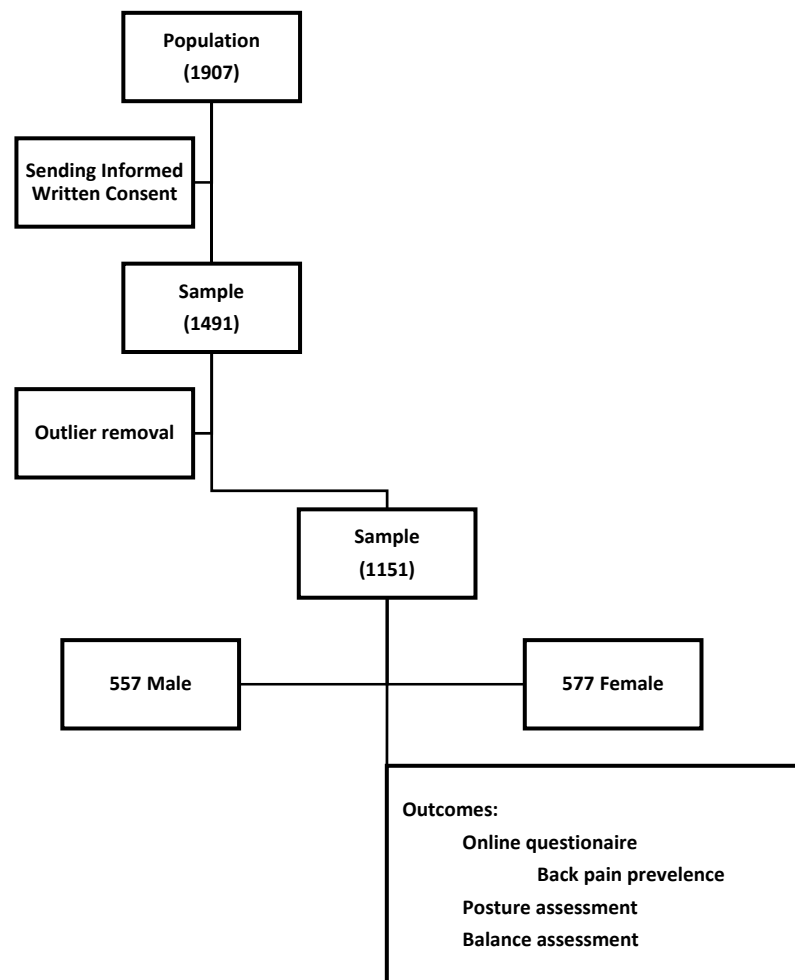 Population
(1907)
Sending Informed
Written Consent
Sample
(1491)
Outlier removal
Sample
(1151)
557 Male
577 Female
Outcomes:
Online questionaire
Back pain prevelence
Posture assessment
Balance assessment